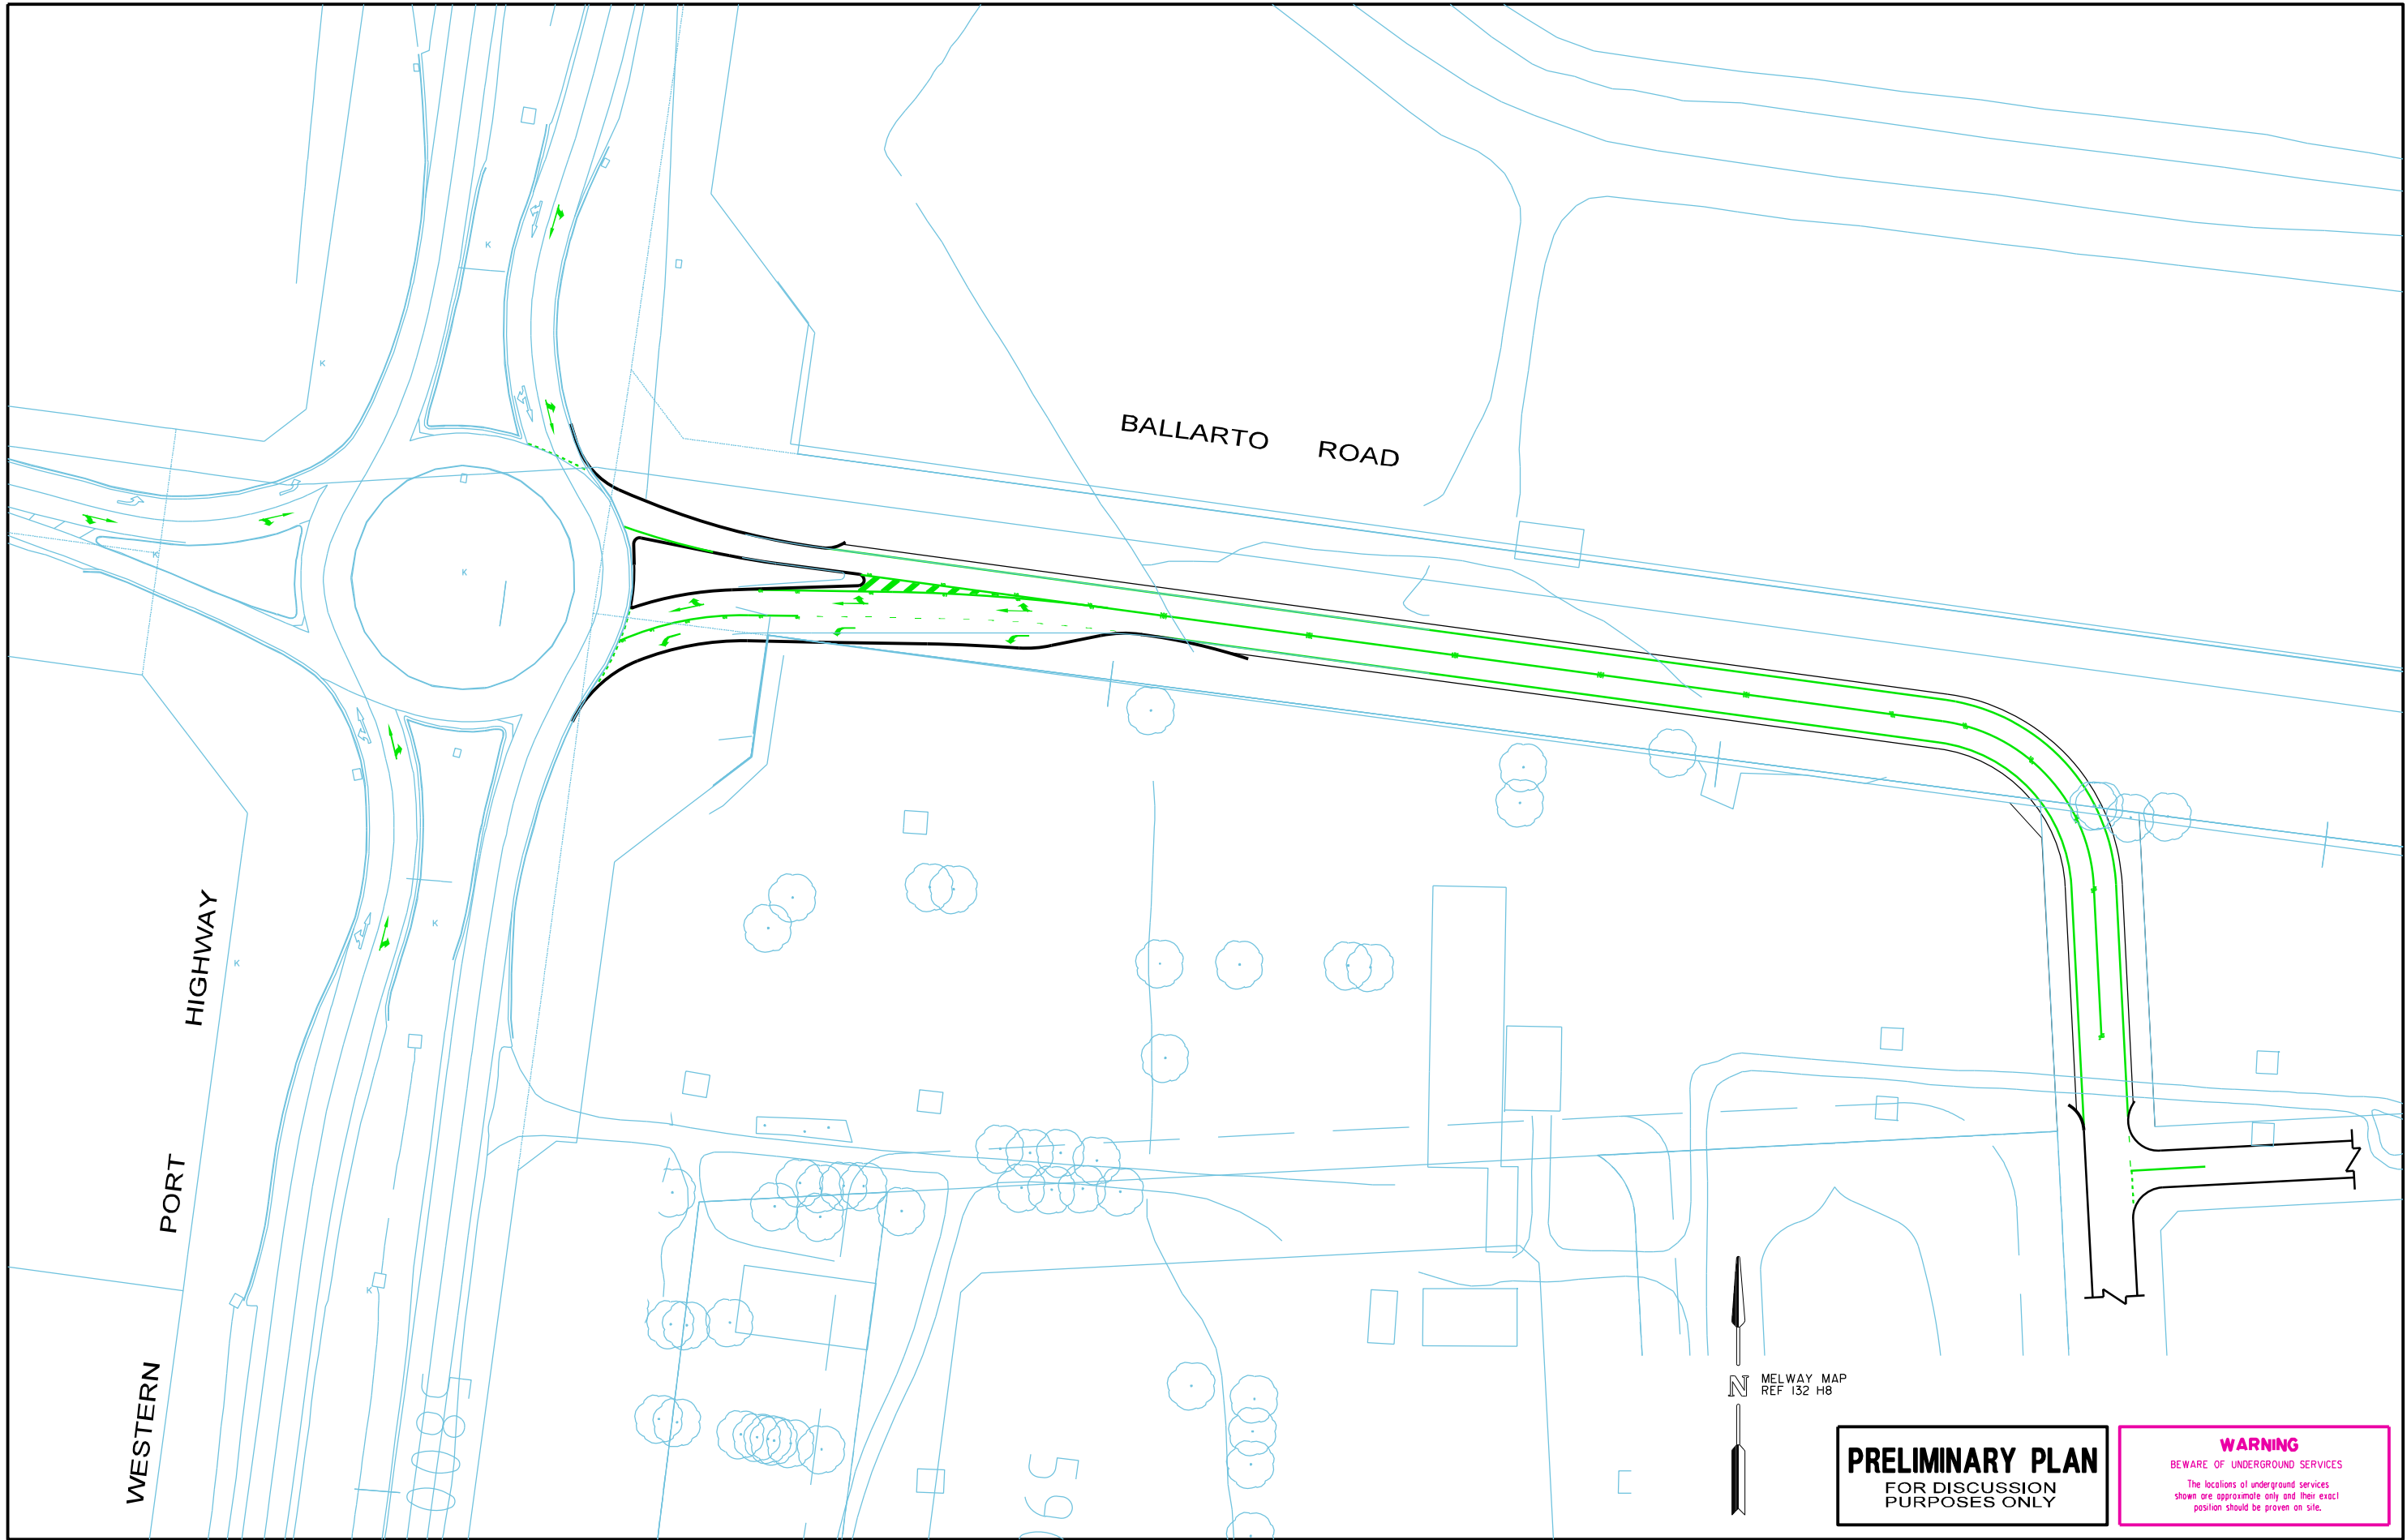 BALLARTO ROAD
WESTERN PORT HIGHWAY
K
K
K
K
K
K
K
N
MELWAY MAP
REF 132 H8
PRELIMINARY PLAN
FOR DISCUSSION
PURPOSES ONLY
WARNING
BEWARE OF UNDERGROUND SERVICES
The locations of underground services
shown are approximate only and their exact
position should be proven on site.